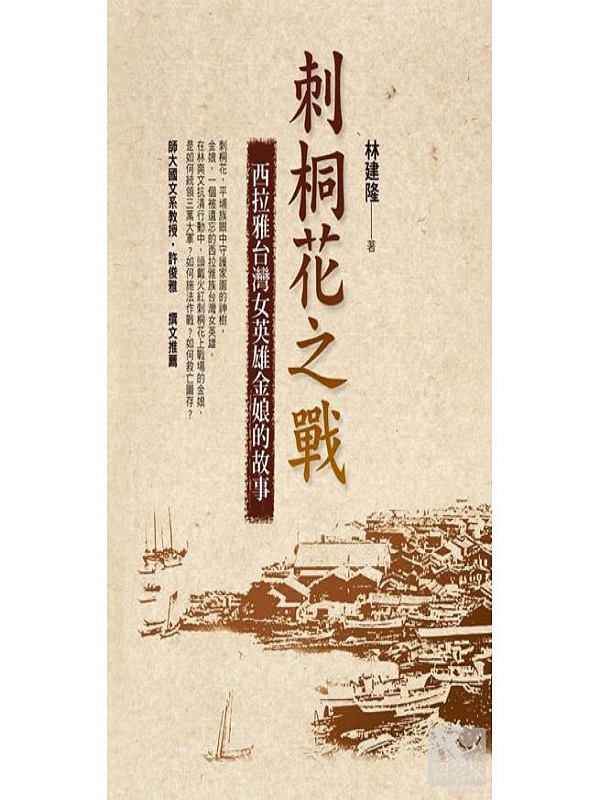 林建隆 著
刺桐花之戰
西拉雅台灣女英雄金娘的故事
刺桐花，平埔族眼中守護家園的神樹，
金娘，一個被遺忘的西拉雅族台灣女英雄。
在林爽文抗清行動中，頭戴火紅刺桐花上戰場的金娘，
是如何統領三萬大軍？如何施法作戰？如何救亡圖存？
師大國文系教授・許俊雅 撰文推薦